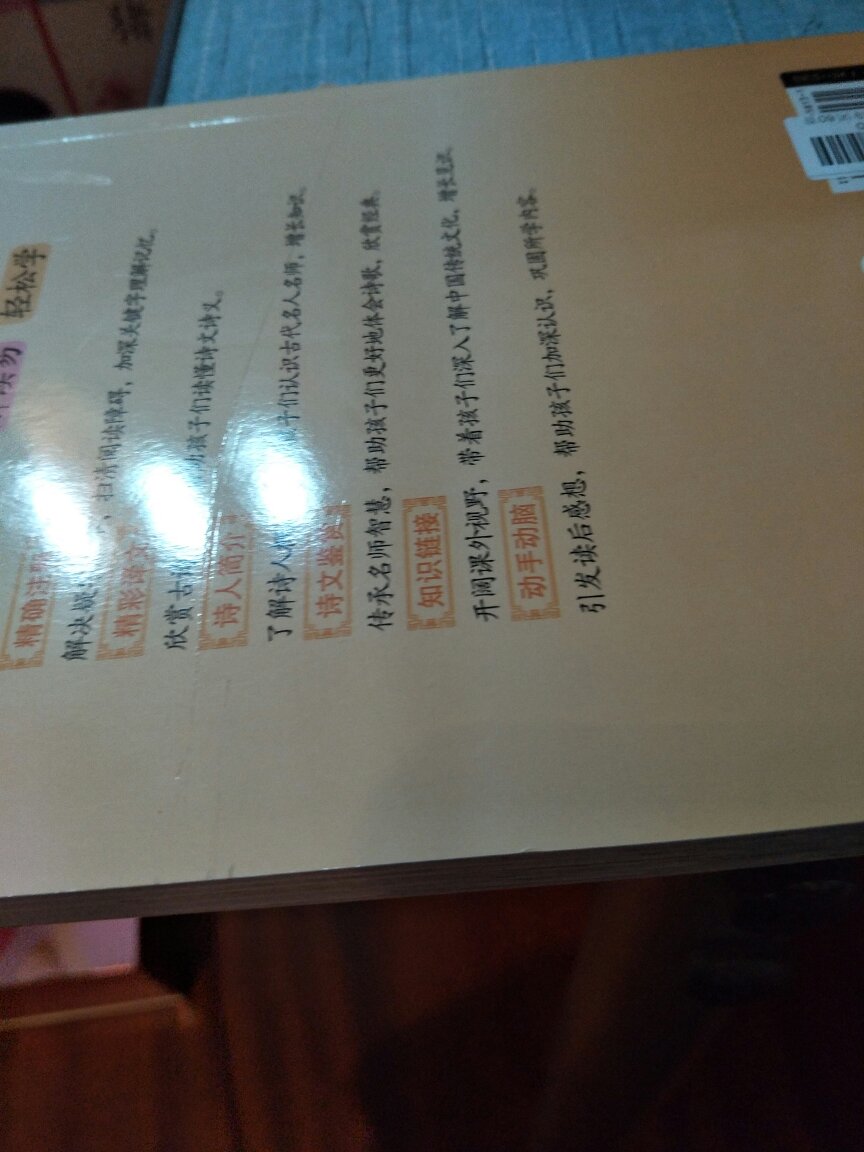 轻松学
精确注
解决疑 ，扫清阅读障碍，加深关键字理解记忆。
精彩译文
欣赏古诗 助孩子们读懂诗文诗义。
诗人简介
了解诗人 孩子们认识古代名人名师，增长知识。
诗文鉴赏
传承名师智慧，帮助孩子们更好地体会诗歌，欣赏经典。
知识链接
开阔课外视野，带着孩子们深入了解中国传统文化，增长见识。
动手动脑
引发读后感想，帮助孩子们加深认识，巩固所学内容。